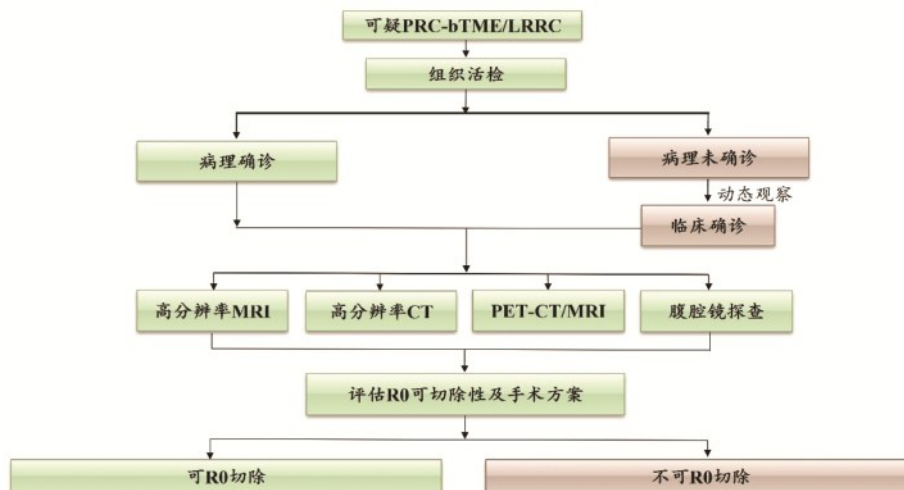 可疑PRC-bTME/LRRC
组织活检
病理确诊
病理未确诊
动态观察
临床确诊
高分辨率MRI
高分辨率CT
PET-CT/MRI
腹腔镜探查
评估R0可切除性及手术方案
可R0切除
不可R0切除